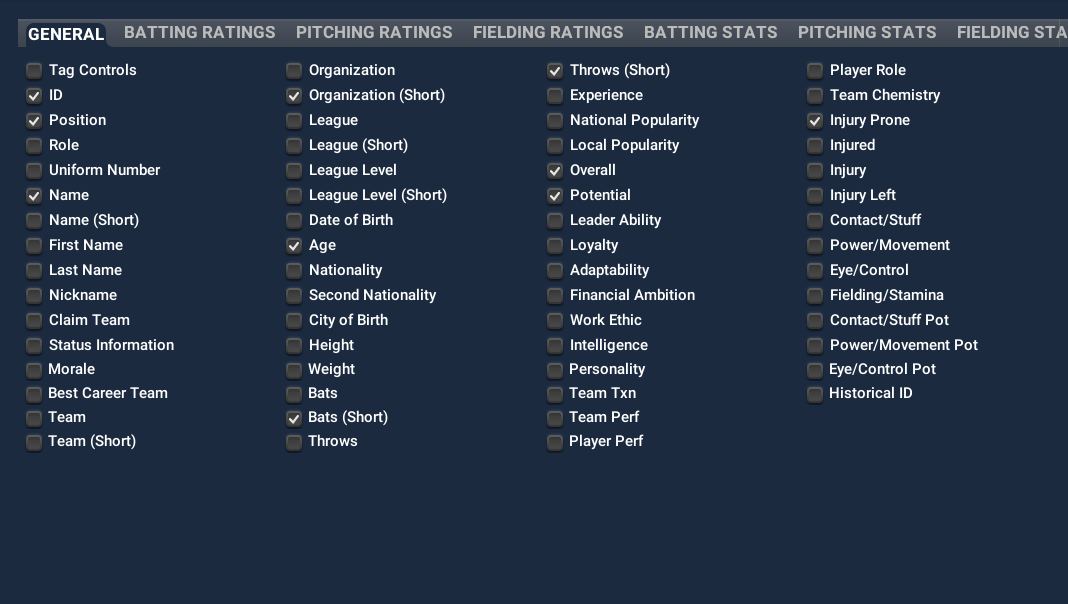 GENERAL BATTING RATINGS PITCHING RATINGS FIELDING RATINGS BATTING STATS PITCHING STATS FIELDING STA
Tag Controls
ID
Position
Role
Uniform Number
Name
Name (Short)
First Name
Last Name
Nickname
Claim Team
Status Information
Morale
Best Career Team
Team
Team (Short)
Organization
Organization (Short)
League
League (Short)
League Level
League Level (Short)
Date of Birth
Age
Nationality
Second Nationality
City of Birth
Height
Weight
Bats
Bats (Short)
Throws
Throws (Short)
Experience
National Popularity
Local Popularity
Overall
Potential
Leader Ability
Loyalty
Adaptability
Financial Ambition
Work Ethic
Intelligence
Personality
Team Txn
Team Perf
Player Perf
Player Role
Team Chemistry
Injury Prone
Injured
Injury
Injury Left
Contact/Stuff
Power/Movement
Eye/Control
Fielding/Stamina
Contact/Stuff Pot
Power/Movement Pot
Eye/Control Pot
Historical ID